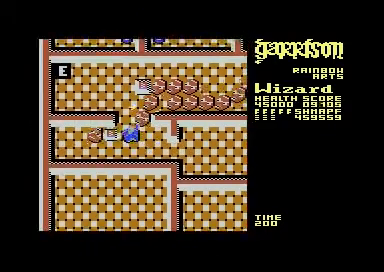 E
garrison
RAINBOW
ARTS
Wizard
HEALTH SCORE
TIME
200